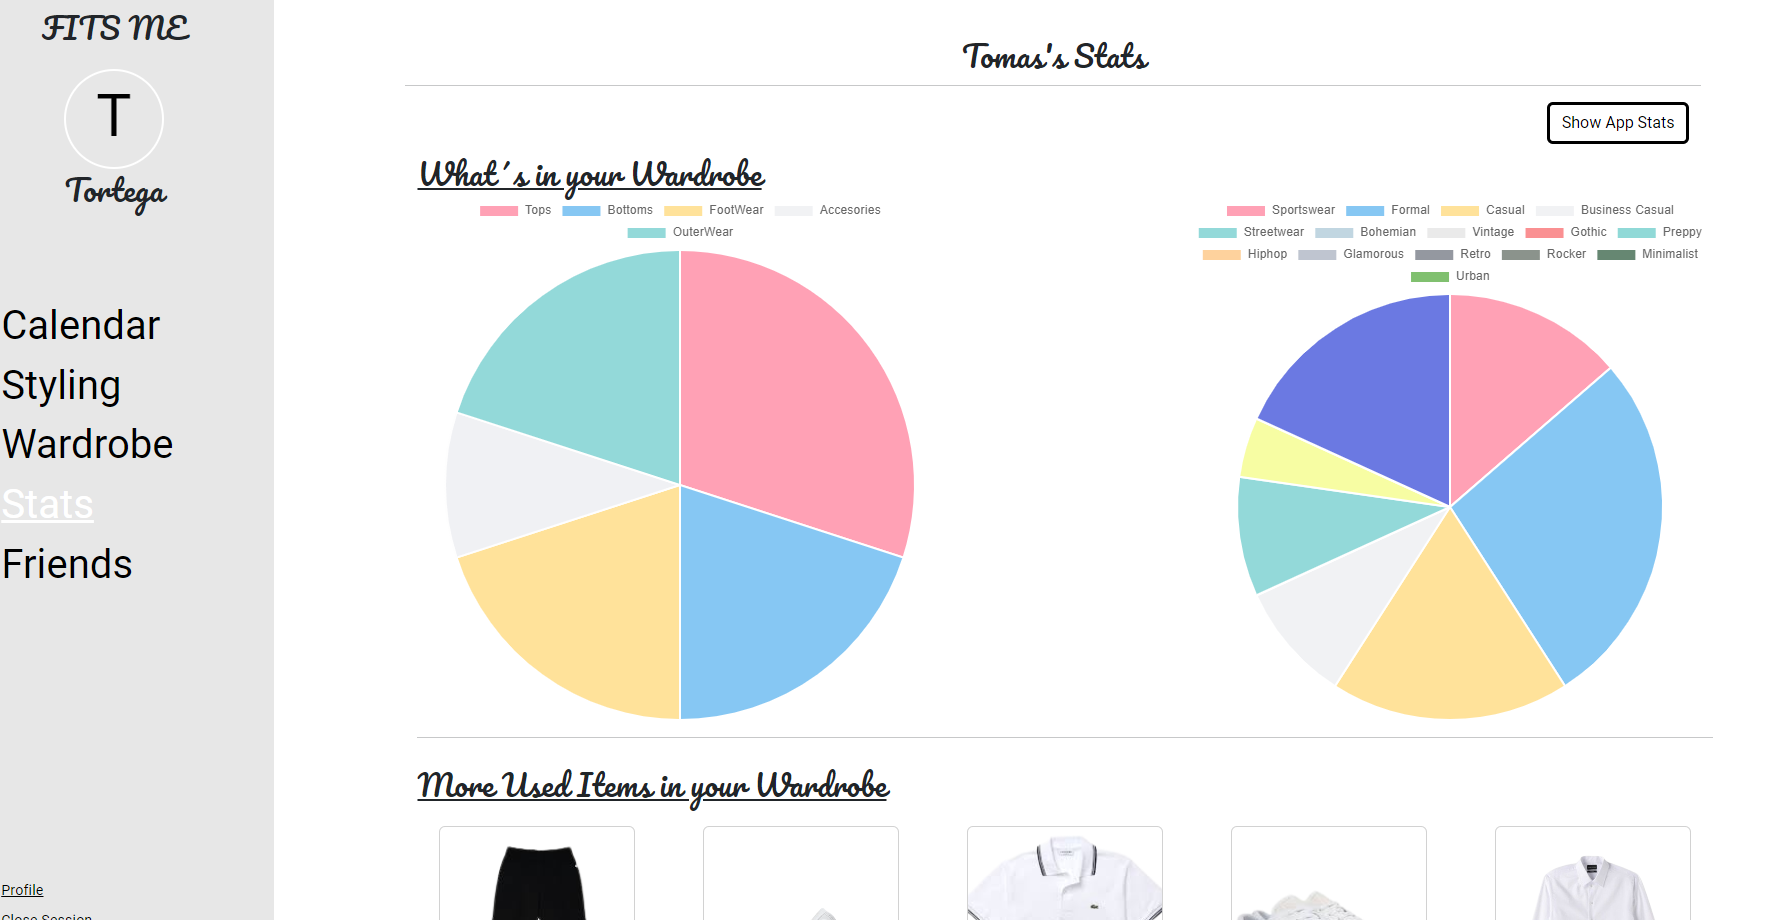 FITS ME
T
Tortega
Calendar
Styling
Wardrobe
Stats
Friends
Profile
Close Session
Tomas's Stats
Show App Stats
What´s in your Wardrobe
Tops Bottoms FootWear Accesories
OuterWear
Sportswear Formal Casual Business Casual
Streetwear Bohemian Vintage Gothic Preppy
Hiphop Glamorous Retro Rocker Minimalist
Urban
More Used Items in your Wardrobe